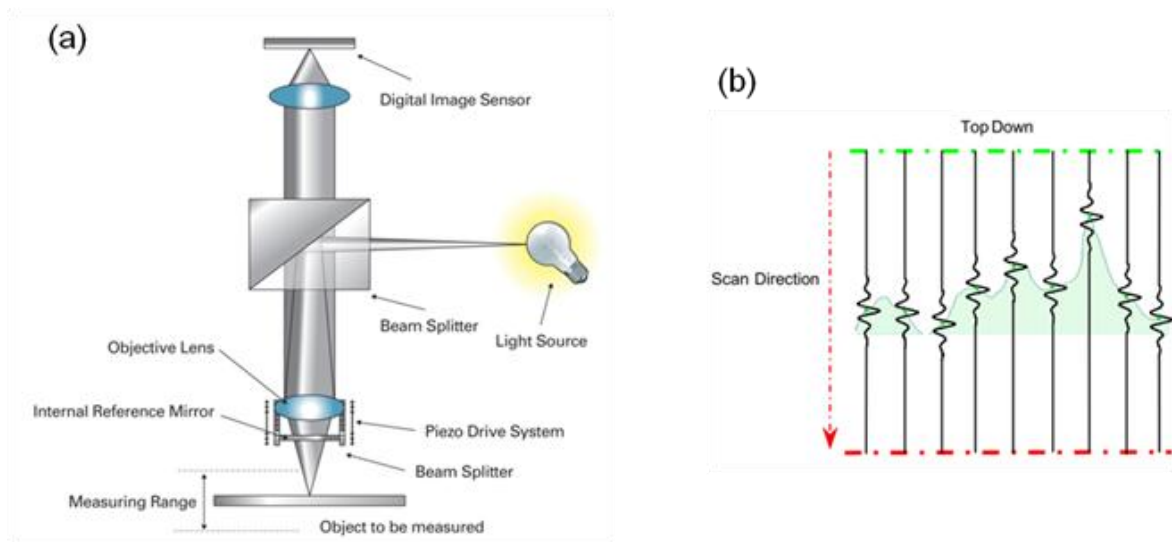 (a)
Digital Image Sensor
Beam Splitter
Light Source
Objective Lens
Internal Reference Mirror
Piezo Drive System
Beam Splitter
Measuring Range
Object to be measured
(b)
Top Down
Scan Direction